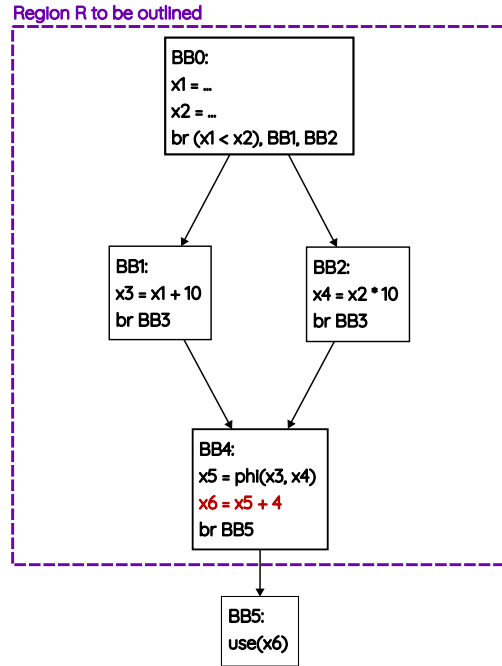 Region R to be outlined
BB0:
x1 = ...
x2 = ...
br (x1 < x2), BB1, BB2
BB1:
x3 = x1 + 10
br BB3
BB2:
x4 = x2 * 10
br BB3
BB4:
x5 = phi(x3, x4)
x6 = x5 + 4
br BB5
BB5:
use(x6)